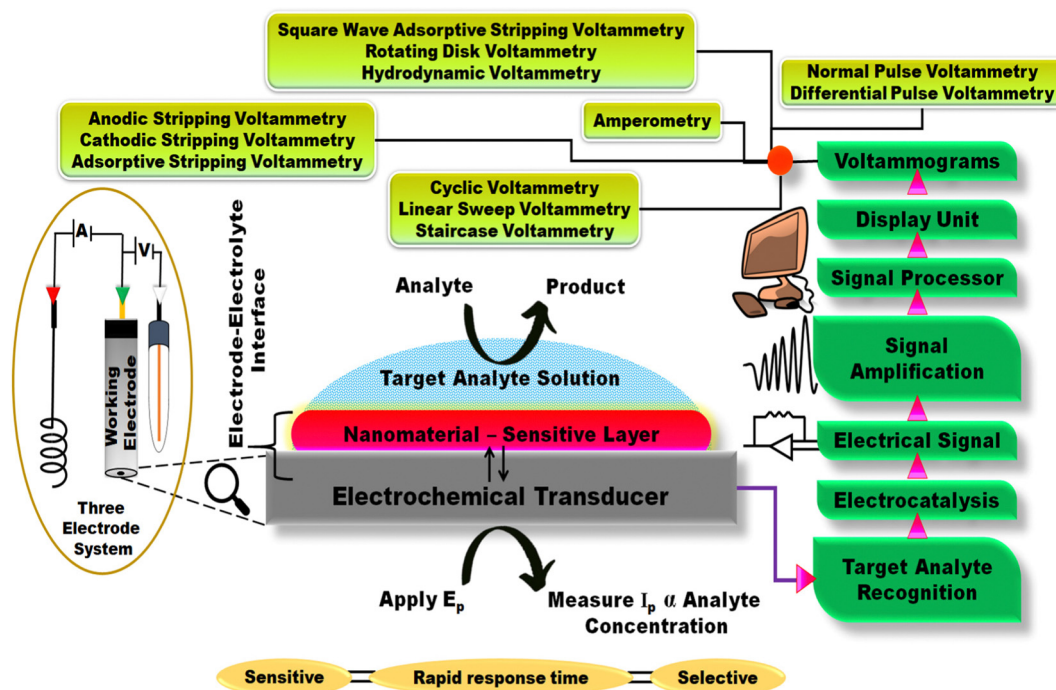 Square Wave Adsorptive Stripping Voltammetry
Rotating Disk Voltammetry
Hydrodynamic Voltammetry
Normal Pulse Voltammetry
Differential Pulse Voltammetry
Anodic Stripping Voltammetry
Cathodic Stripping Voltammetry
Adsorptive Stripping Voltammetry
Amperometry
Cyclic Voltammetry
Linear Sweep Voltammetry
Staircase Voltammetry
Voltammograms
Display Unit
Signal Processor
Signal
Amplification
Electrical Signal
Electrocatalysis
Target Analyte
Recognition
A
V
Working
Electrode
Three
Electrode
System
Electrode-Electrolyte
Interface
Analyte
Product
Target Analyte Solution
Nanomaterial – Sensitive Layer
Electrochemical Transducer
Apply Ep
Measure Ip α Analyte
Concentration
Sensitive
Rapid response time
Selective